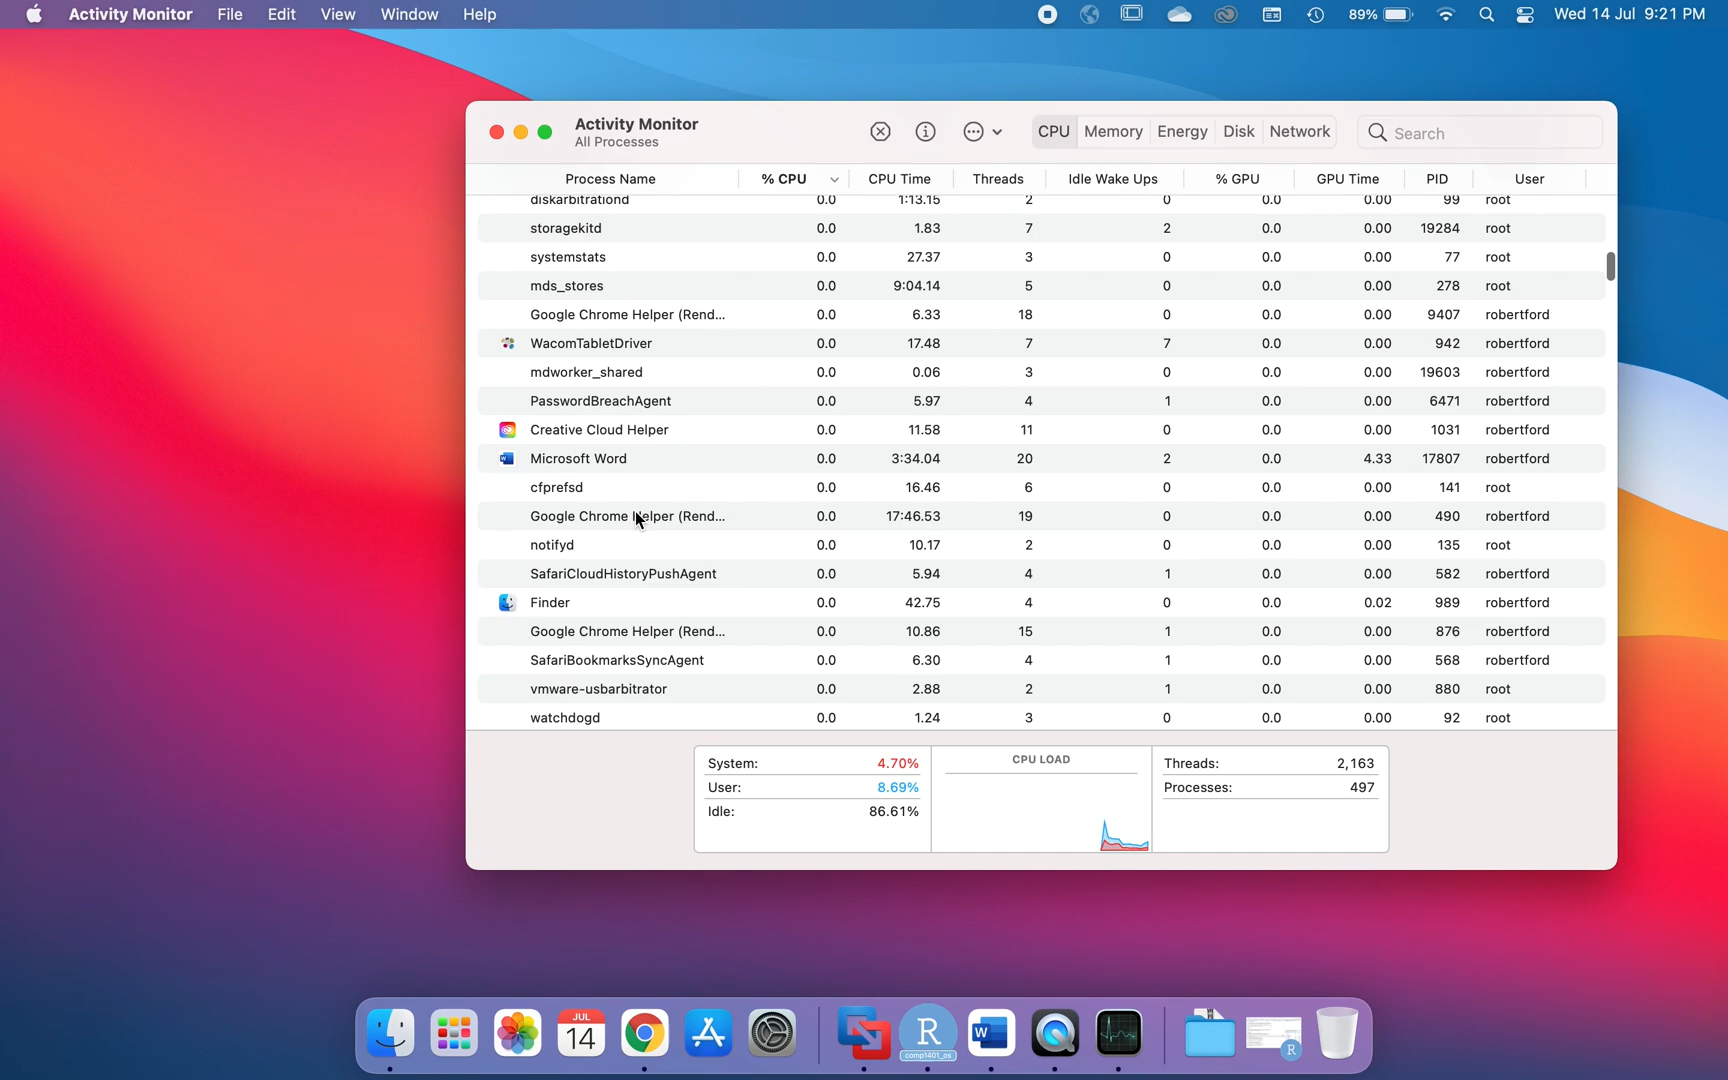 Activity Monitor File Edit View Window Help 89% Wed 14 Jul 9:21 PM
Activity Monitor
All Processes
CPU Memory Energy Disk Network Search
Process Name % CPU CPU Time Threads Idle Wake Ups % GPU GPU Time PID User
diskarbitrationd 0.0 1:13.15 2 0 0.0 0.00 99 root
storagekitd 0.0 1.83 7 2 0.0 0.00 19284 root
systemstats 0.0 27.37 3 0 0.0 0.00 77 root
mds_stores 0.0 9:04.14 5 0 0.0 0.00 278 root
Google Chrome Helper (Rend... 0.0 6.33 18 0 0.0 0.00 9407 robertford
WacomTabletDriver 0.0 17.48 7 7 0.0 0.00 942 robertford
mdworker_shared 0.0 0.06 3 0 0.0 0.00 19603 robertford
PasswordBreachAgent 0.0 5.97 4 1 0.0 0.00 6471 robertford
Creative Cloud Helper 0.0 11.58 11 0 0.0 0.00 1031 robertford
Microsoft Word 0.0 3:34.04 20 2 0.0 4.33 17807 robertford
cfprefsd 0.0 16.46 6 0 0.0 0.00 141 root
Google Chrome Helper (Rend... 0.0 17:46.53 19 0 0.0 0.00 490 robertford
notifyd 0.0 10.17 2 0 0.0 0.00 135 root
SafariCloudHistoryPushAgent 0.0 5.94 4 1 0.0 0.00 582 robertford
Finder 0.0 42.75 4 0 0.0 0.02 989 robertford
Google Chrome Helper (Rend... 0.0 10.86 15 1 0.0 0.00 876 robertford
SafariBookmarksSyncAgent 0.0 6.30 4 1 0.0 0.00 568 robertford
vmware-usbarbitrator 0.0 2.88 2 1 0.0 0.00 880 root
watchdogd 0.0 1.24 3 0 0.0 0.00 92 root
System: 4.70% CPU LOAD Threads: 2,163
User: 8.69% Processes: 497
Idle: 86.61%
JUL
14
R
comp1401_os
W
R